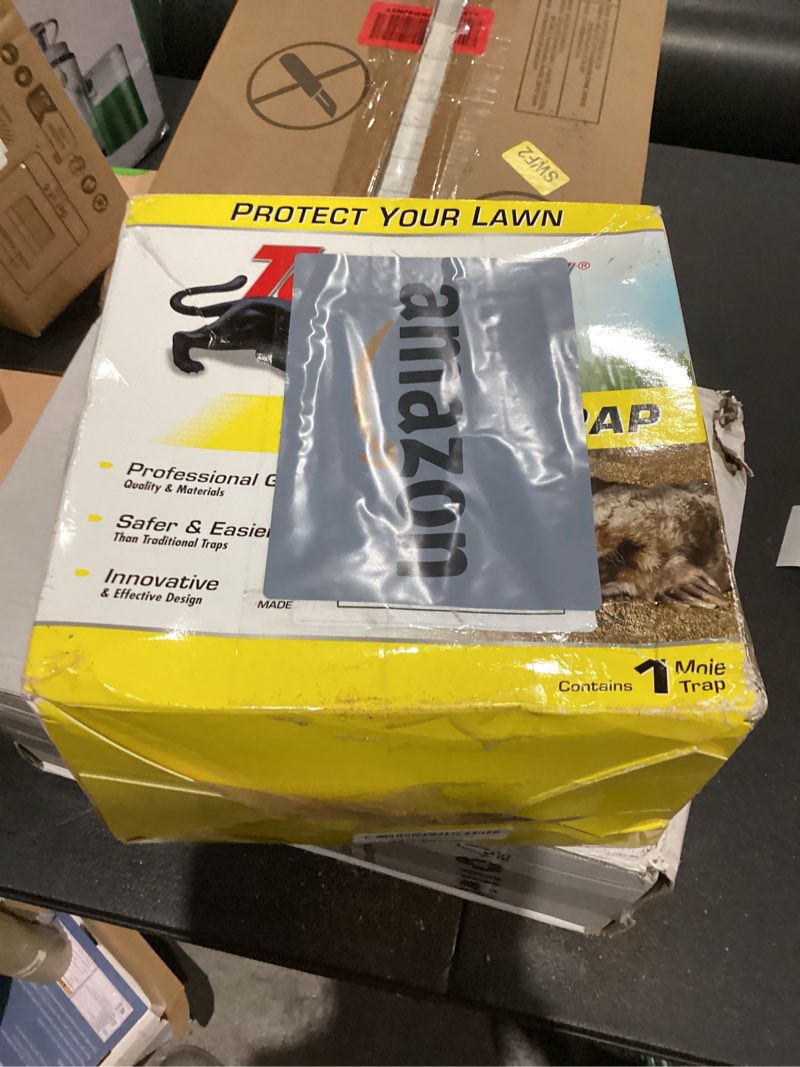 SWF2
PROTECT YOUR LAWN
T
®
amazon
RAP
Professional G
Quality & Materials
Safer & Easier
Than Traditional Traps
Innovative
& Effective Design
MADE
Contains 1 Mole
Trap